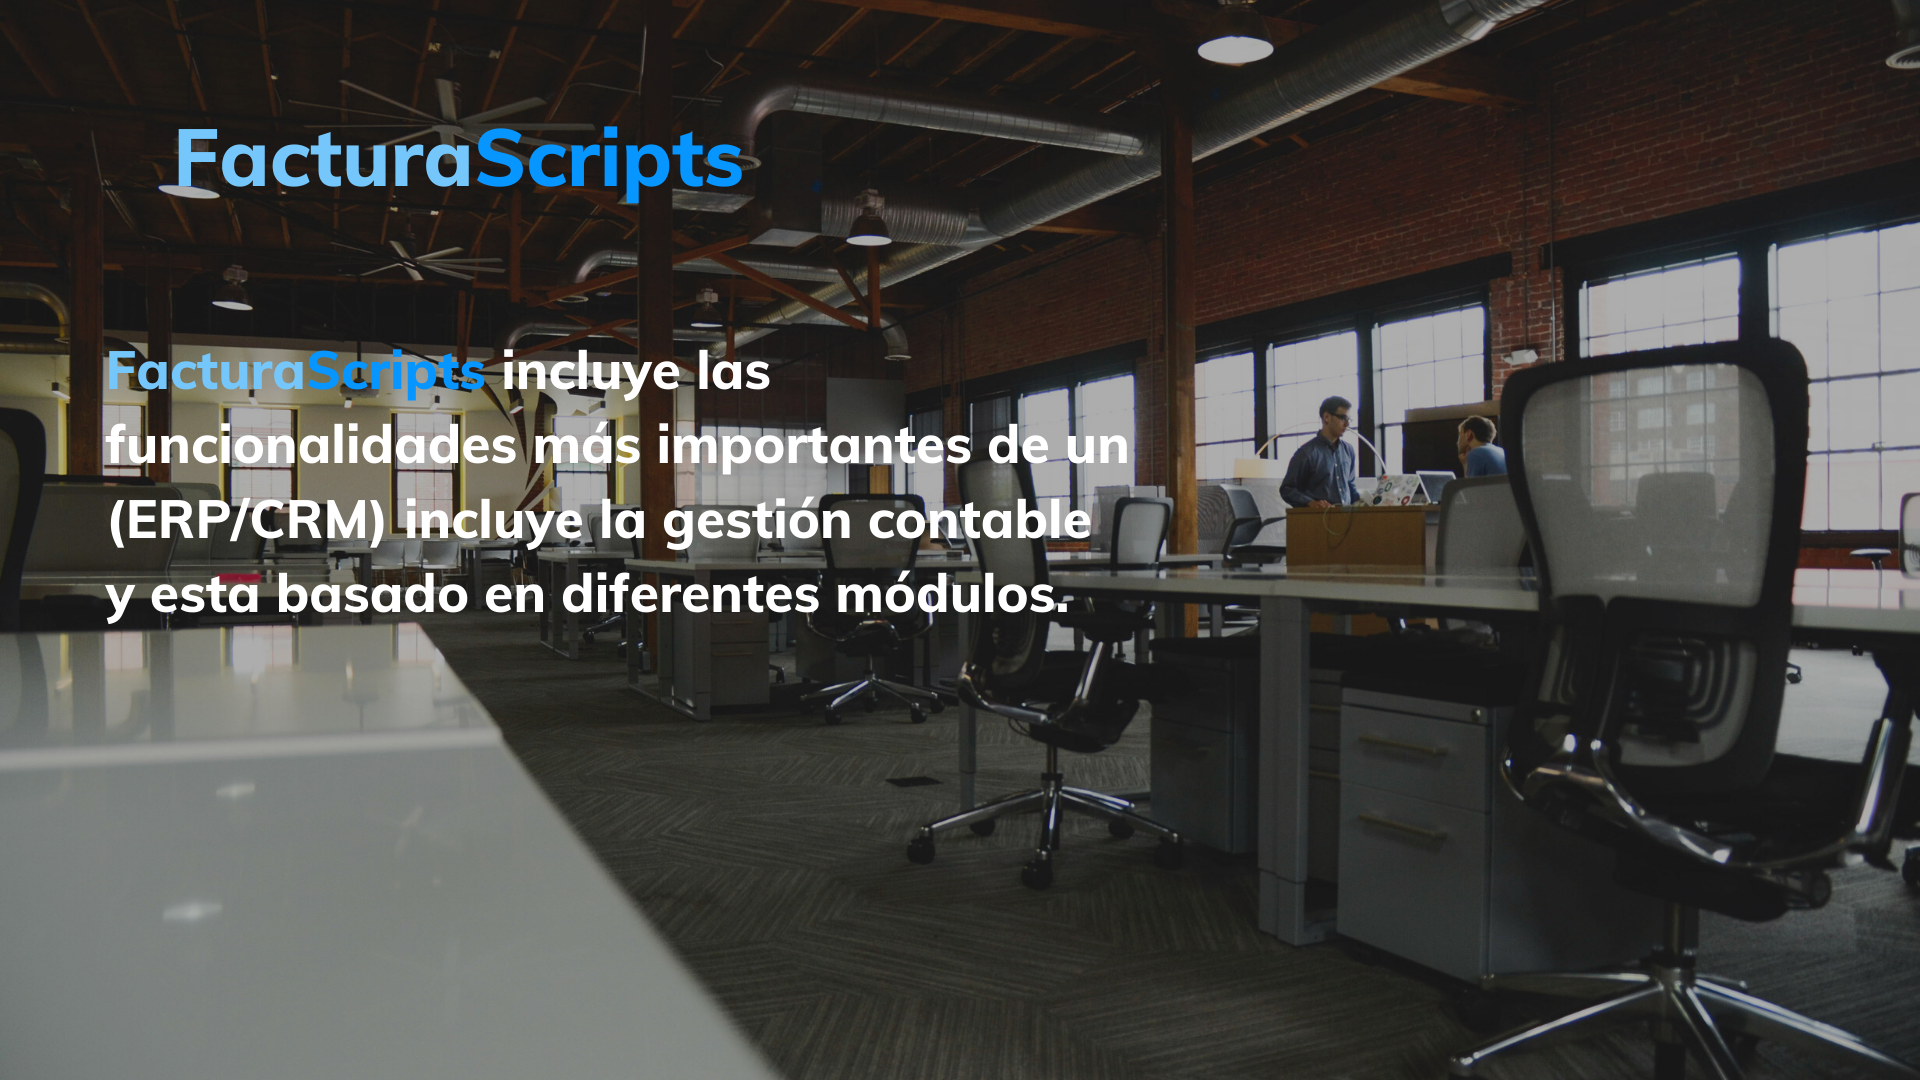 FacturaScripts
FacturaScripts incluye las
funcionalidades más importantes de un
(ERP/CRM) incluye la gestión contable
y esta basado en diferentes módulos.